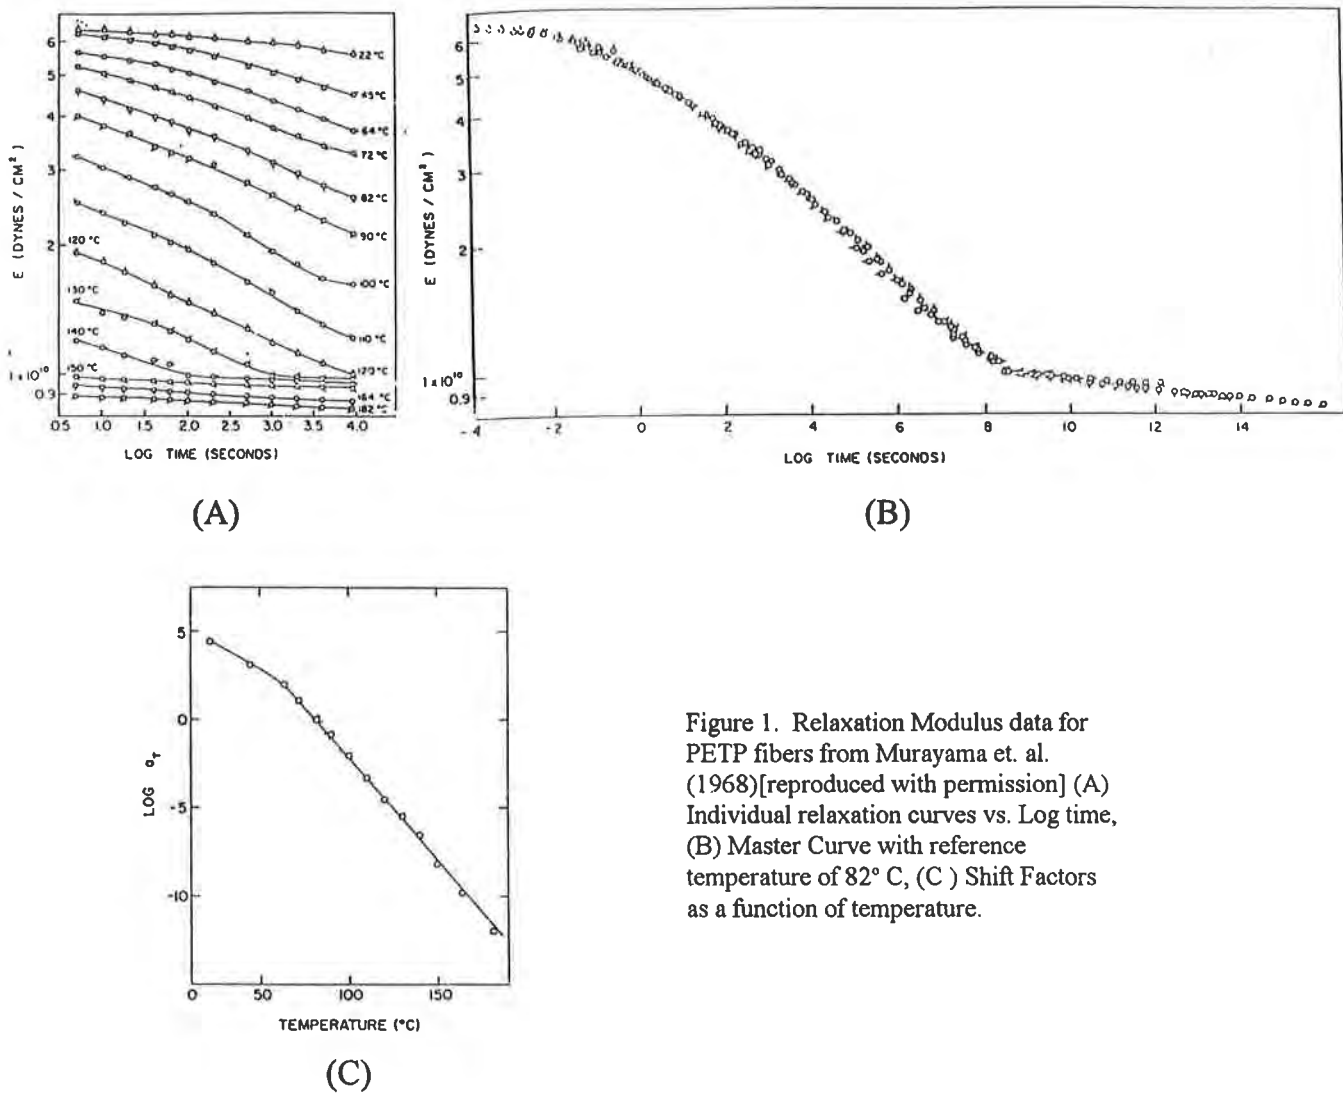 6
5
4
3
2
1 x 10¹⁰
0.9
E (DYNES / CM²)
22 °C
45°C
64 °C
72 °C
82°C
90 °C
100 °C
110 °C
120 °C
120 °C
130 °C
140 °C
150 °C
164 °C
182 °C
0.5 1.0 1.5 2.0 2.5 3.0 3.5 4.0
LOG TIME (SECONDS)
(A)
6
5
4
3
2
1 x 10¹⁰
0.9
E (DYNES / CM²)
-4 -2 0 2 4 6 8 10 12 14
LOG TIME (SECONDS)
(B)
5
0
-5
-10
LOG aT
0 50 100 150
TEMPERATURE (°C)
(C)
Figure 1. Relaxation Modulus data for
PETP fibers from Murayama et. al.
(1968)[reproduced with permission] (A)
Individual relaxation curves vs. Log time,
(B) Master Curve with reference
temperature of 82° C, (C ) Shift Factors
as a function of temperature.